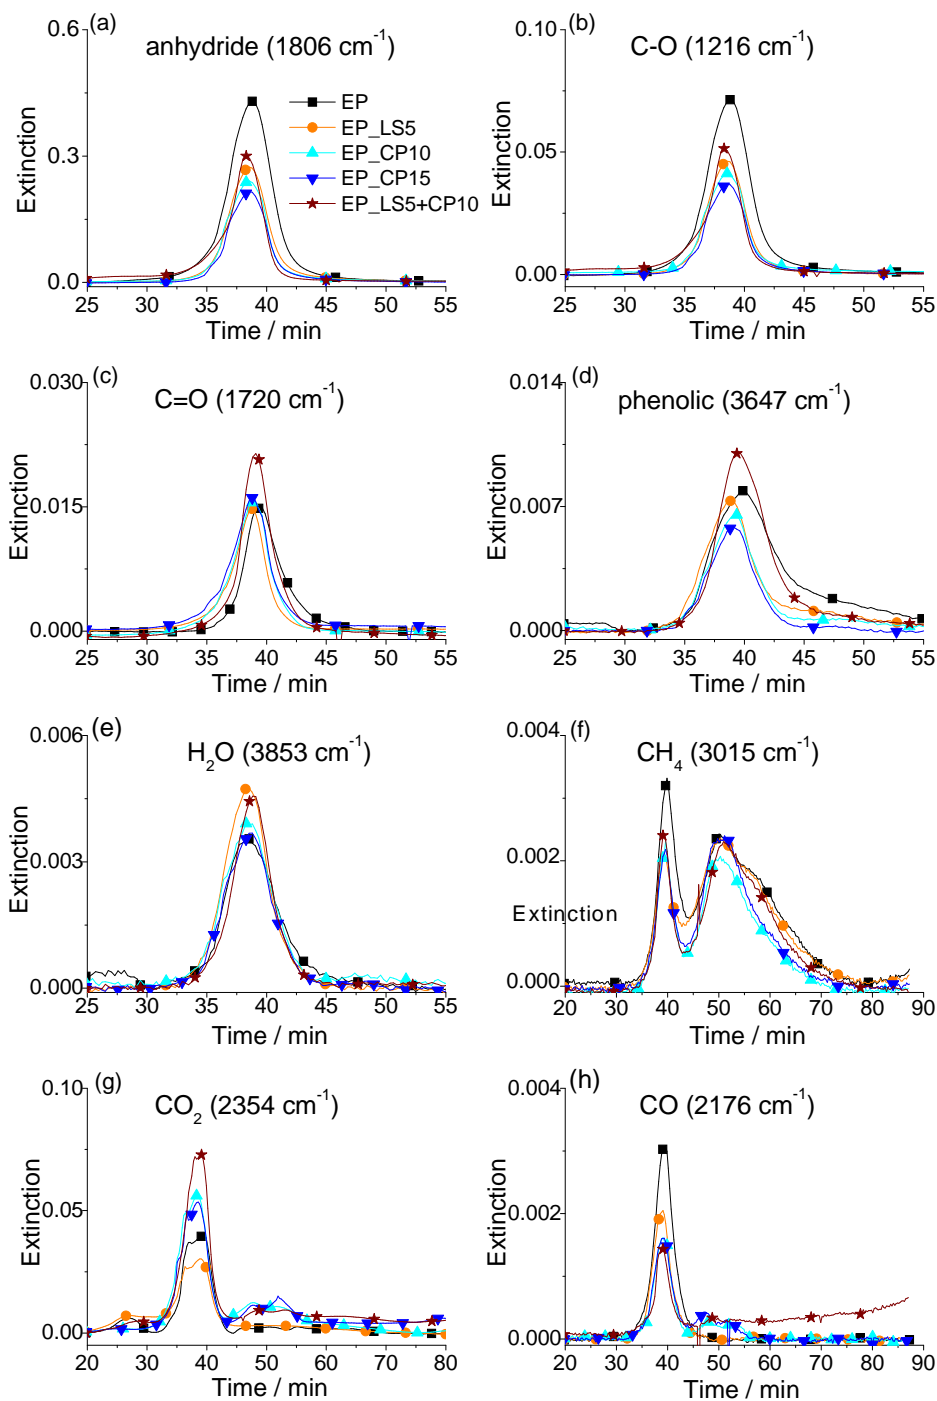 (a)
anhydride (1806 cm⁻¹)
0.6
0.3
0.0
Extinction
EP
EP_LS5
EP_CP10
EP_CP15
EP_LS5+CP10
25 30 35 40 45 50 55
Time / min
(b)
C-O (1216 cm⁻¹)
0.10
0.05
0.00
Extinction
25 30 35 40 45 50 55
Time / min
(c)
C=O (1720 cm⁻¹)
0.030
0.015
0.000
Extinction
25 30 35 40 45 50 55
Time / min
(d)
phenolic (3647 cm⁻¹)
0.014
0.007
0.000
Extinction
25 30 35 40 45 50 55
Time / min
(e)
H₂O (3853 cm⁻¹)
0.006
0.003
0.000
Extinction
25 30 35 40 45 50 55
Time / min
(f)
CH₄ (3015 cm⁻¹)
0.004
0.002
0.000
Extinction
20 30 40 50 60 70 80 90
Time / min
(g)
CO₂ (2354 cm⁻¹)
0.10
0.05
0.00
Extinction
20 30 40 50 60 70 80
Time / min
(h)
CO (2176 cm⁻¹)
0.004
0.002
0.000
Extinction
20 30 40 50 60 70 80 90
Time / min